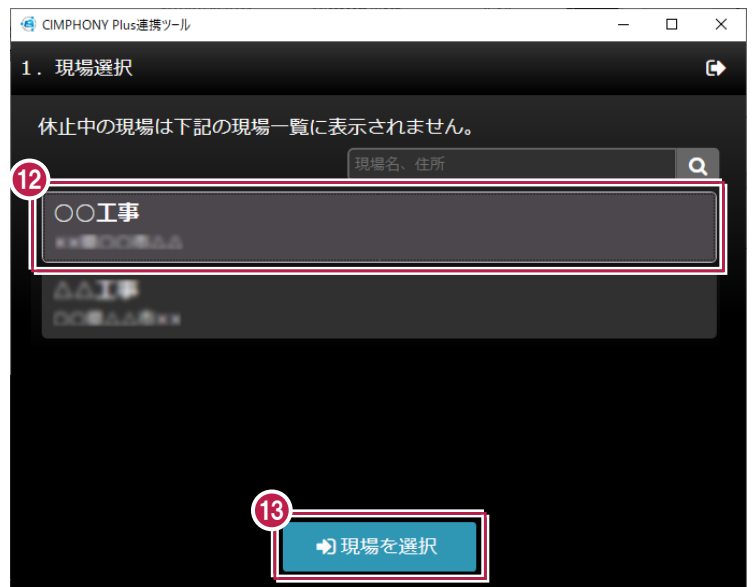 CIMPHONY Plus連携ツール
1. 現場選択
休止中の現場は下記の現場一覧に表示されません。
現場名、住所
12
○○工事
△△工事
13
現場を選択